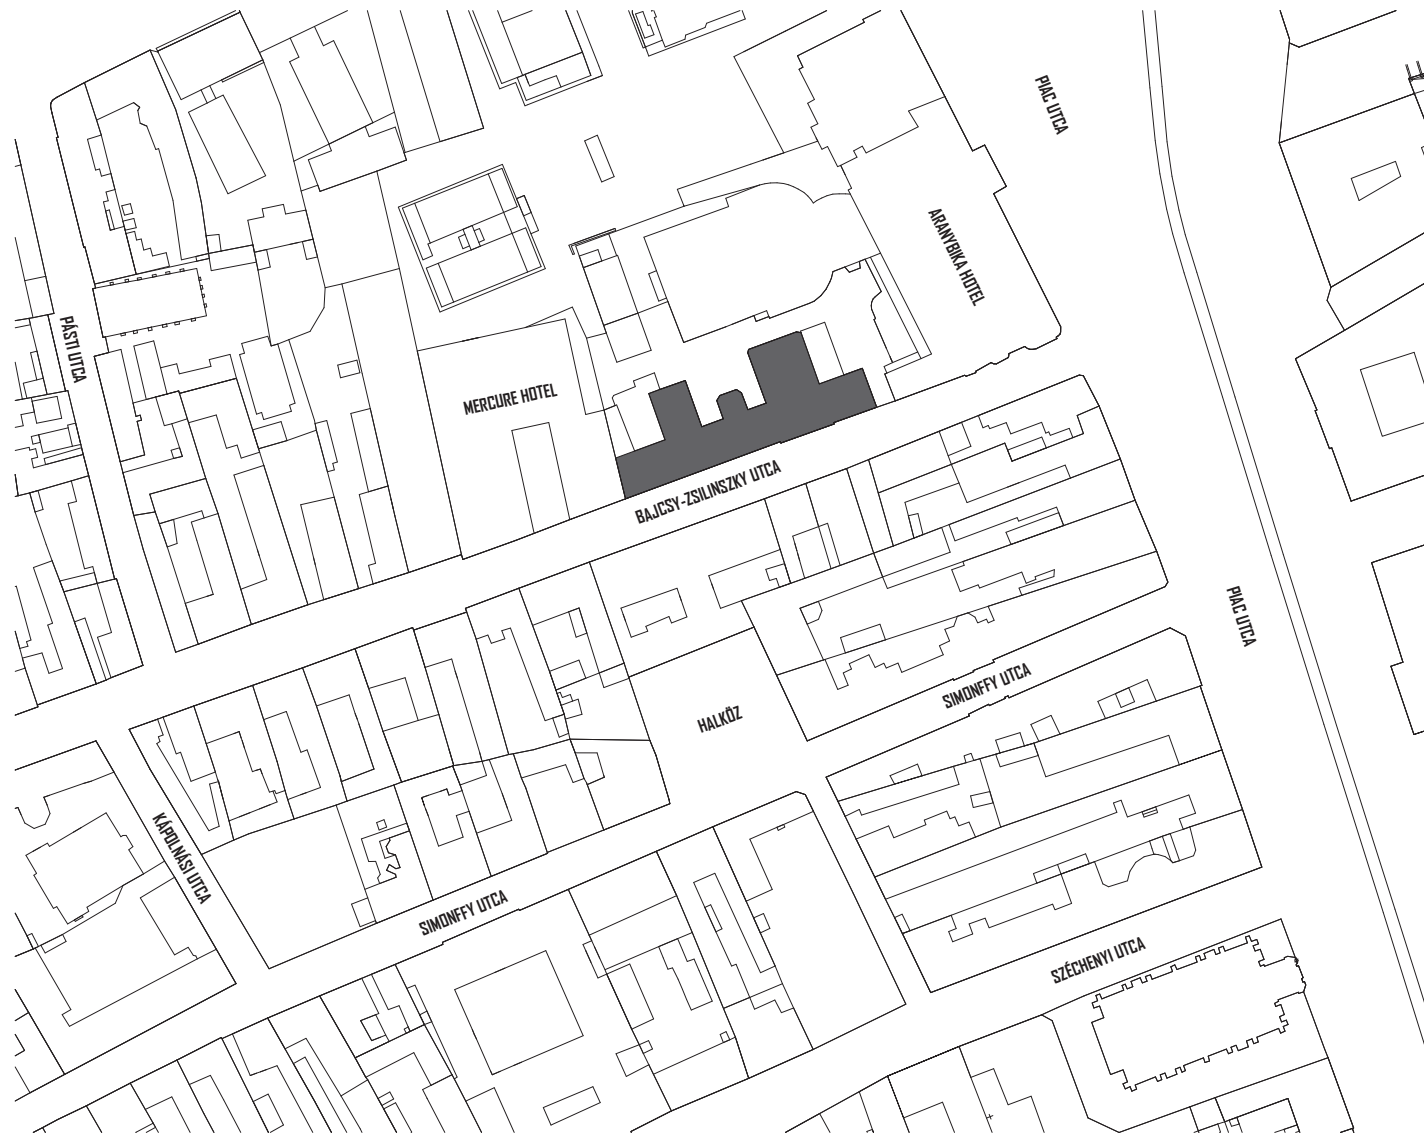 PIAC UTCA
ARANYBIKA HOTEL
PÁSTI UTCA
MERCURE HOTEL
BAJCSY-ZSILINSZKY UTCA
PIAC UTCA
SIMONFFY UTCA
HALKÖZ
KÁPOLNÁSI UTCA
SIMONFFY UTCA
SZÉCHENYI UTCA